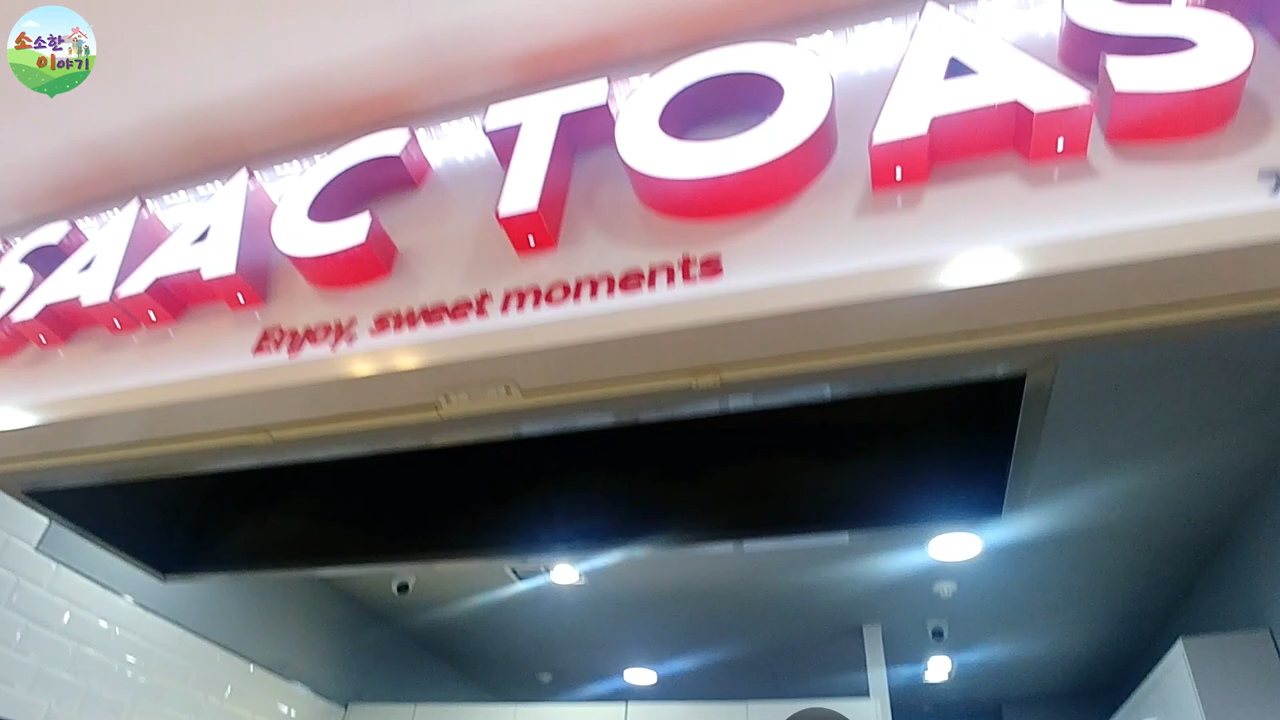 소소한
이야기
SAAC TOAS
Enjoy, sweet moments